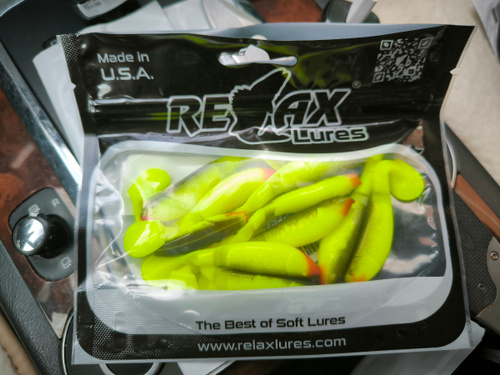 Made in
U.S.A.
RELAX
®
Lures
The Best of Soft Lures
www.relaxlures.com